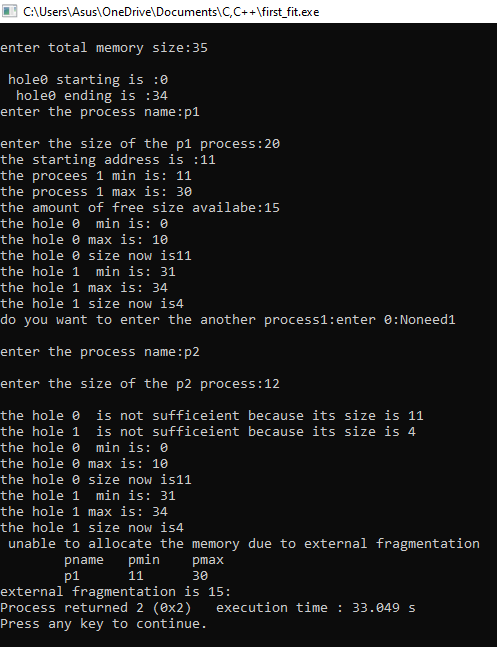 C:\Users\Asus\OneDrive\Documents\C,C++\first_fit.exe
enter total memory size:35
hole0 starting is :0
hole0 ending is :34
enter the process name:p1
enter the size of the p1 process:20
the starting address is :11
the procees 1 min is: 11
the process 1 max is: 30
the amount of free size availabe:15
the hole 0  min is: 0
the hole 0 max is: 10
the hole 0 size now is11
the hole 1  min is: 31
the hole 1 max is: 34
the hole 1 size now is4
do you want to enter the another process1:enter 0:Noneed1
enter the process name:p2
enter the size of the p2 process:12
the hole 0  is not sufficeient because its size is 11
the hole 1  is not sufficeient because its size is 4
the hole 0  min is: 0
the hole 0 max is: 10
the hole 0 size now is11
the hole 1  min is: 31
the hole 1 max is: 34
the hole 1 size now is4
unable to allocate the memory due to external fragmentation
pname   pmin    pmax
p1      11      30
external fragmentation is 15:
Process returned 2 (0x2)   execution time : 33.049 s
Press any key to continue.